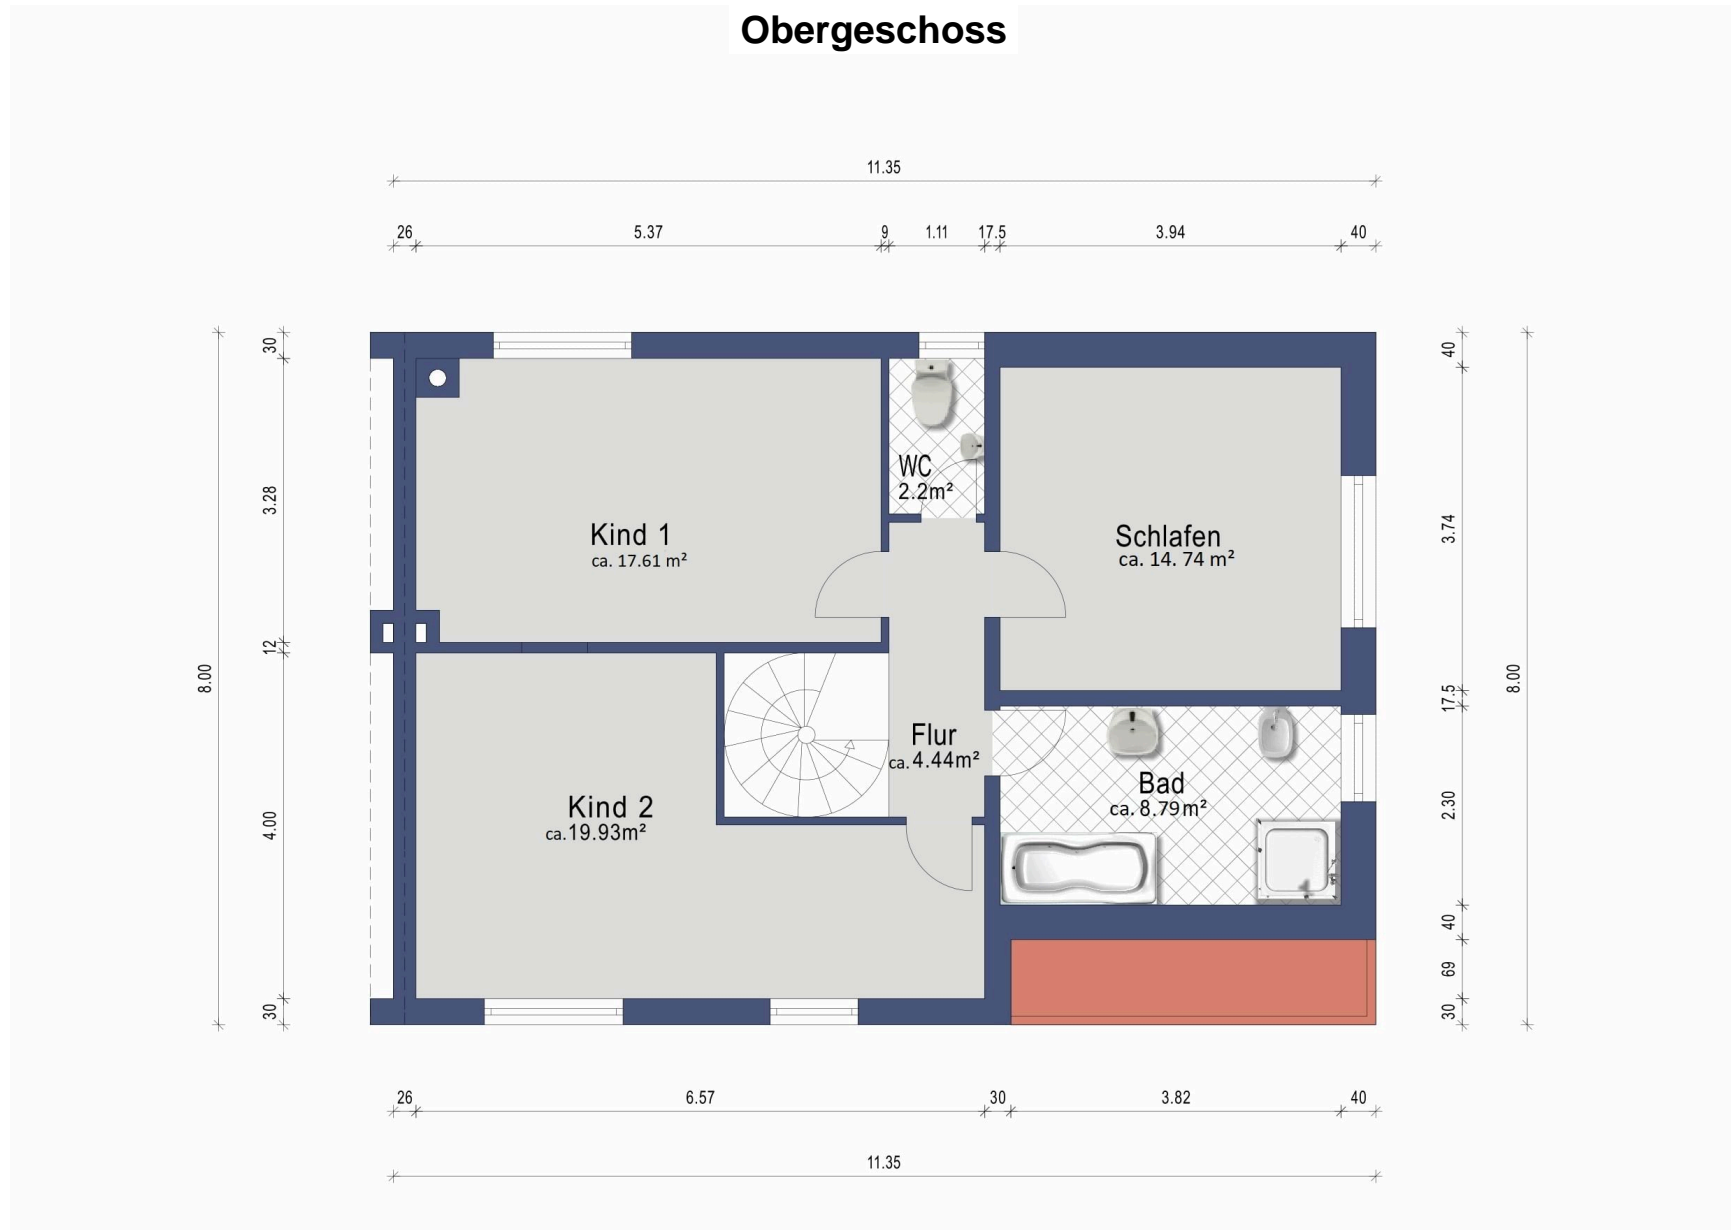 Obergeschoss
11.35
26 5.37 9 1.11 17.5 3.94 40
30
40
3.28
WC
2.2m²
Kind 1
ca. 17.61 m²
Schlafen
ca. 14. 74 m²
3.74
12
8.00
8.00
17.5
Flur
ca. 4.44m²
Bad
ca. 8.79m²
Kind 2
ca. 19.93m²
4.00
2.30
40
69
30
30
26 6.57 30 3.82 40
11.35